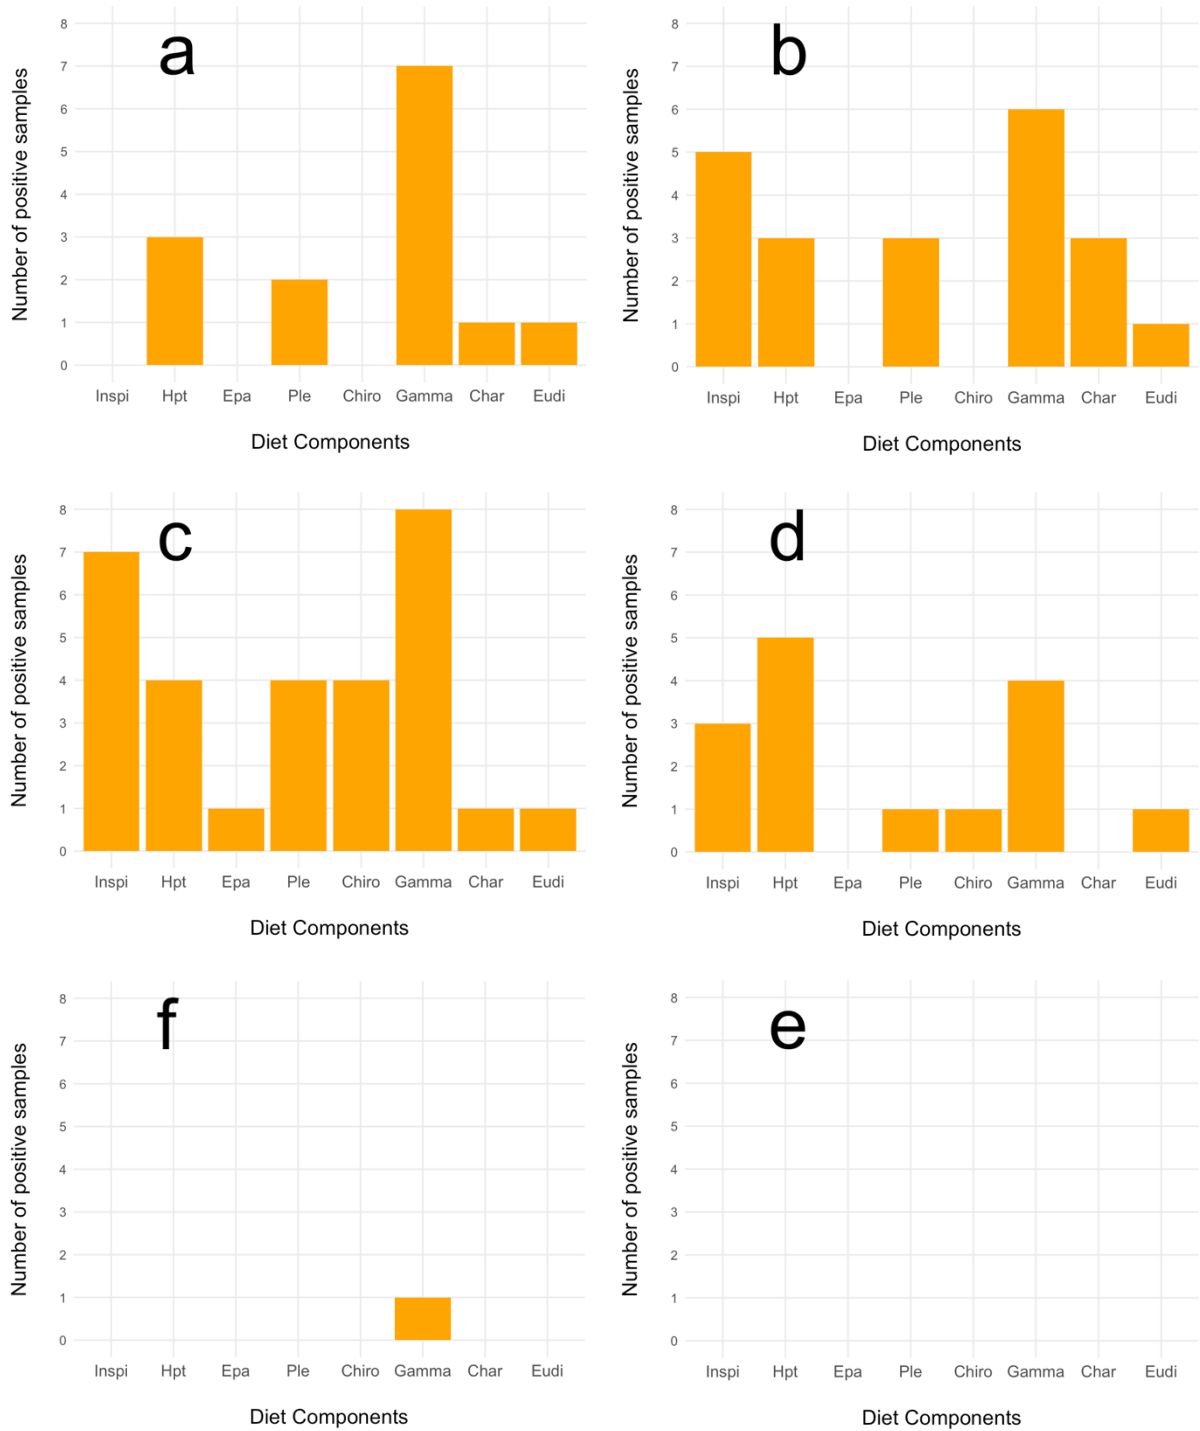 a
Number of positive samples
8
7
6
5
4
3
2
1
0
Inspi Hpt Epa Ple Chiro Gamma Char Eudi
Diet Components
b
Number of positive samples
8
7
6
5
4
3
2
1
0
Inspi Hpt Epa Ple Chiro Gamma Char Eudi
Diet Components
c
Number of positive samples
8
7
6
5
4
3
2
1
0
Inspi Hpt Epa Ple Chiro Gamma Char Eudi
Diet Components
d
Number of positive samples
8
7
6
5
4
3
2
1
0
Inspi Hpt Epa Ple Chiro Gamma Char Eudi
Diet Components
f
Number of positive samples
8
7
6
5
4
3
2
1
0
Inspi Hpt Epa Ple Chiro Gamma Char Eudi
Diet Components
e
Number of positive samples
8
7
6
5
4
3
2
1
0
Inspi Hpt Epa Ple Chiro Gamma Char Eudi
Diet Components